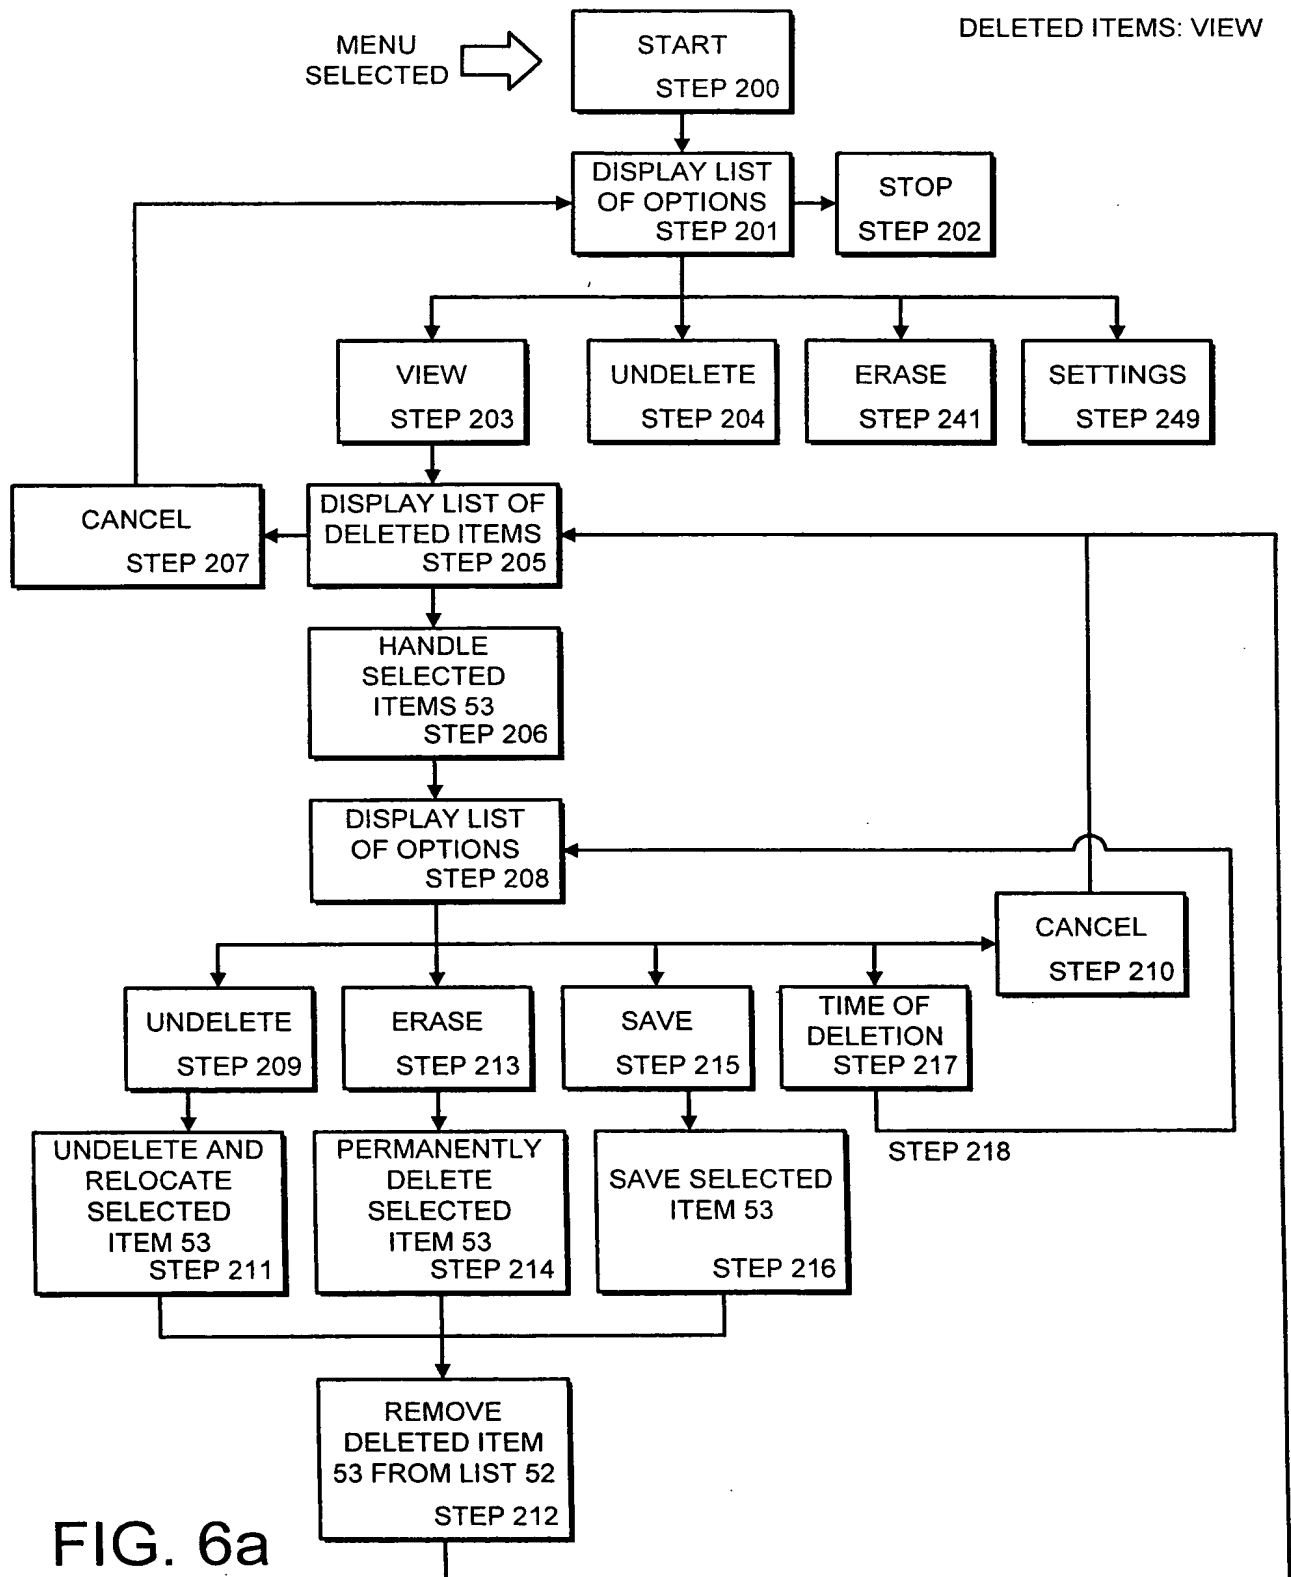 DELETED ITEMS: VIEW
MENU
SELECTED
START
STEP 200
DISPLAY LIST
OF OPTIONS
STEP 201
STOP
STEP 202
VIEW
STEP 203
UNDELETE
STEP 204
ERASE
STEP 241
SETTINGS
STEP 249
CANCEL
STEP 207
DISPLAY LIST OF
DELETED ITEMS
STEP 205
HANDLE
SELECTED
ITEMS 53
STEP 206
DISPLAY LIST
OF OPTIONS
STEP 208
CANCEL
STEP 210
UNDELETE
STEP 209
ERASE
STEP 213
SAVE
STEP 215
TIME OF
DELETION
STEP 217
STEP 218
UNDELETE AND
RELOCATE
SELECTED
ITEM 53
STEP 211
PERMANENTLY
DELETE
SELECTED
ITEM 53
STEP 214
SAVE SELECTED
ITEM 53
STEP 216
REMOVE
DELETED ITEM
53 FROM LIST 52
STEP 212
FIG. 6a